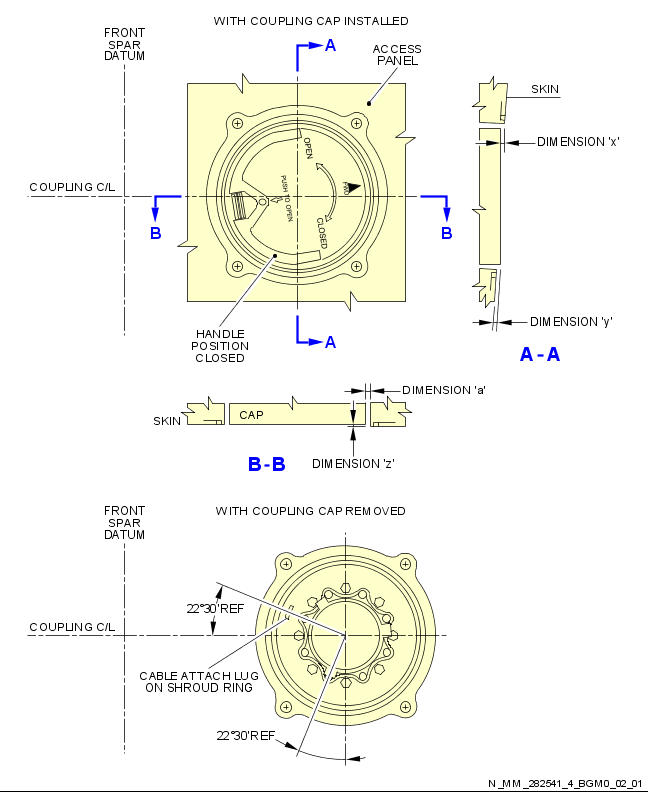 WITH COUPLING CAP INSTALLED
FRONT
SPAR
DATUM
A
ACCESS
PANEL
SKIN
OPEN
DIMENSION 'x'
PUSH TO OPEN
FWD
COUPLING C/L
B
B
CLOSED
DIMENSION 'y'
HANDLE
POSITION
CLOSED
A
A-A
DIMENSION 'a'
SKIN
CAP
B-B
DIMENSION 'z'
FRONT
SPAR
DATUM
WITH COUPLING CAP REMOVED
22°30'REF
COUPLING C/L
CABLE ATTACH LUG
ON SHROUD RING
22°30'REF
N_MM_282541_4_BGM0_02_01